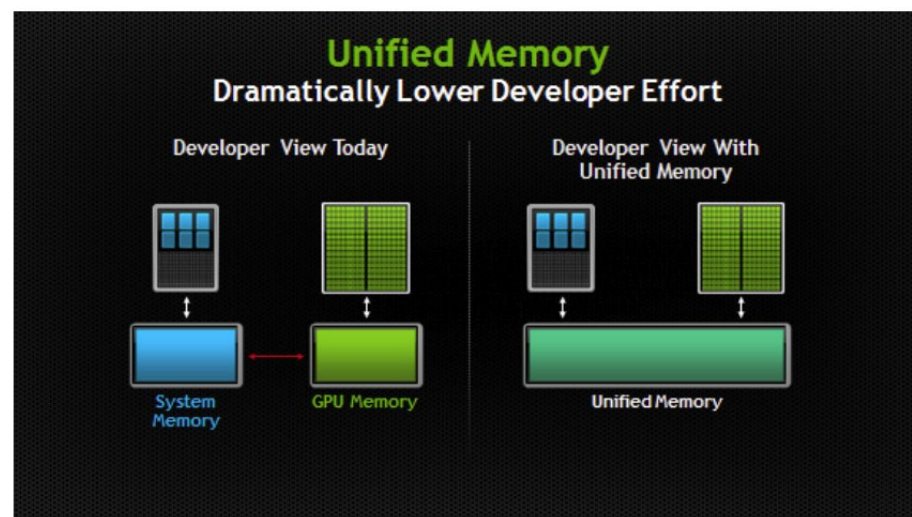 Unified Memory
Dramatically Lower Developer Effort
Developer View Today
System
Memory
GPU Memory
Developer View With
Unified Memory
Unified Memory